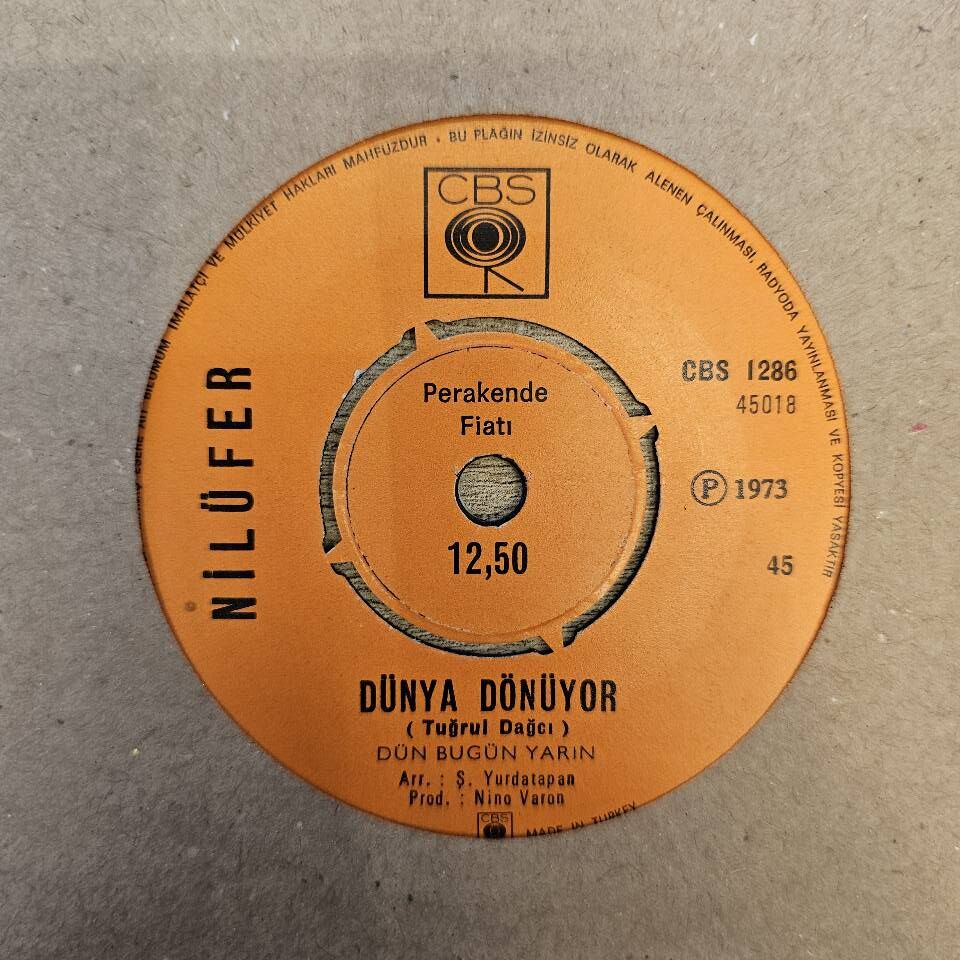 İMALATÇI VE MÜLKİYET HAKLARI MAHFUZDUR • BU PLAĞIN İZİNSİZ OLARAK ALENEN ÇALINMASI, RADYODA YAYINLANMASI VE KOPYESİ YASAKTIR
CBS
NİLÜFER
Perakende
Fiatı
12,50
CBS 1286
45018
Ⓟ 1973
45
DÜNYA DÖNÜYOR
( Tuğrul Dağcı )
DÜN BUGÜN YARIN
Arr. : Ş. Yurdatapan
Prod. : Nino Varon
CBS
MADE IN TURKEY